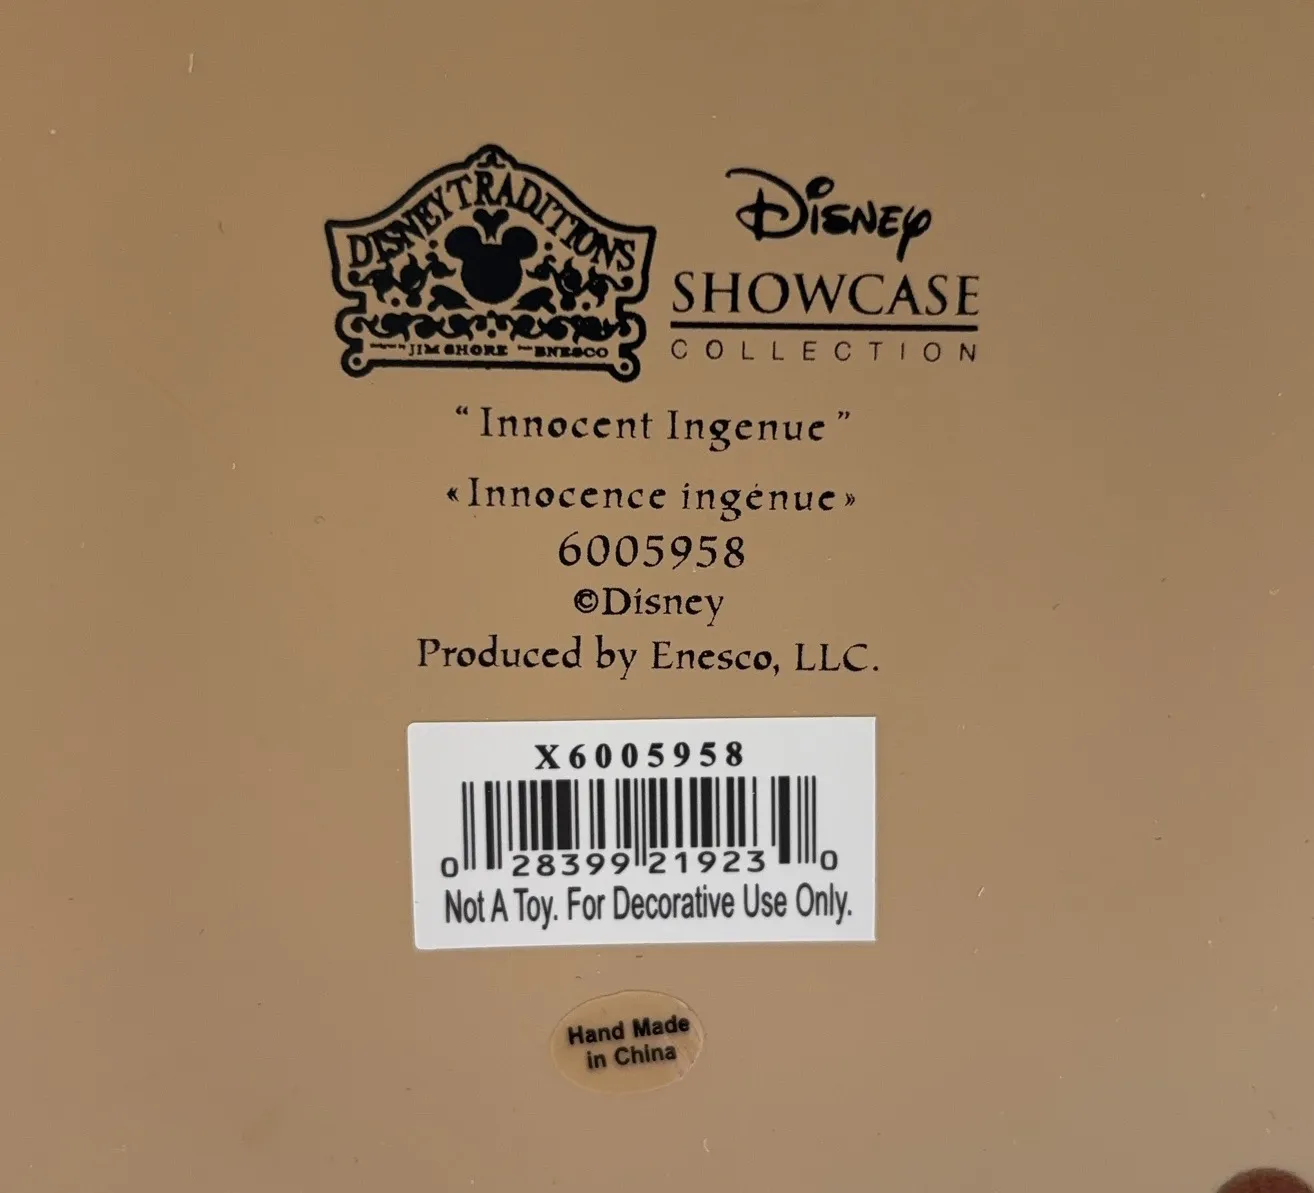 DISNEY TRADITIONS
JIM SHORE
ENESCO
Disney
SHOWCASE
COLLECTION
“Innocent Ingenue”
«Innocence ingénue»
6005958
©Disney
Produced by Enesco, LLC.
X6005958
0 28399 21923 0
Not A Toy. For Decorative Use Only.
Hand Made
in China